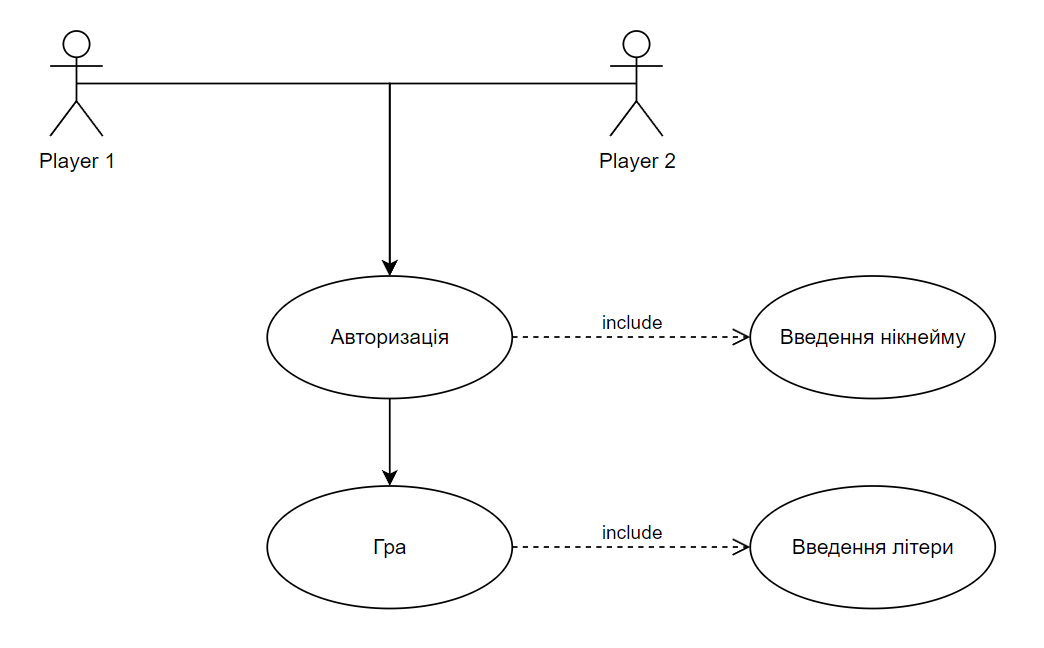 Player 1
Player 2
Авторизація
include
Введення нікнейму
Гра
include
Введення літери